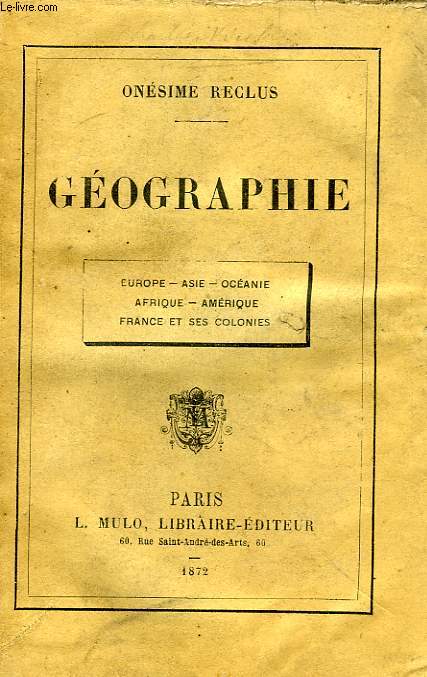 © Le-livre.com
ONÉSIME RECLUS
GÉOGRAPHIE
EUROPE — ASIE — OCÉANIE
AFRIQUE — AMÉRIQUE
FRANCE ET SES COLONIES
PARIS
L. MULO, LIBRAIRE-ÉDITEUR
60, Rue Saint-André-des-Arts, 60
1872